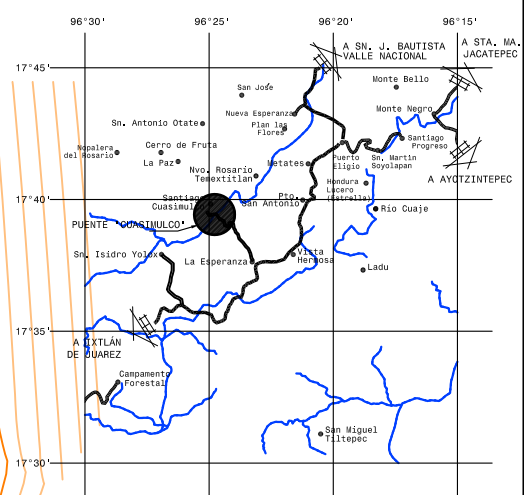 96°30' 96°25' 96°20' 96°15'
A SN. J. BAUTISTA
VALLE NACIONAL
A STA. MA.
JACATEPEC
17°45'
Monte Bello
San José
Nueva Esperanza
Monte Negro
Sn. Antonio Otate
Plan las
Flores
Santiago
Progreso
Cerro de Fruta
Nopalera
del Rosario
La Paz
Metates
Puerto
Eligio
Sn. Martin
Soyolapan
Nvo. Rosario
Temextitlan
A AYOTZINTEPEC
Hondura
Lucero
(Estrella)
17°40'
Santiago
Cuasimul
Pto.
San Antonio
Rio Cuaje
PUENTE 'CUASIMULCO'
Sn. Isidro Yolox
La Esperanza
Vista
Hermosa
Ladu
17°35'
A IXTLÁN
DE JUAREZ
Campamento
Forestal
San Miguel
Tiltepec
17°30'